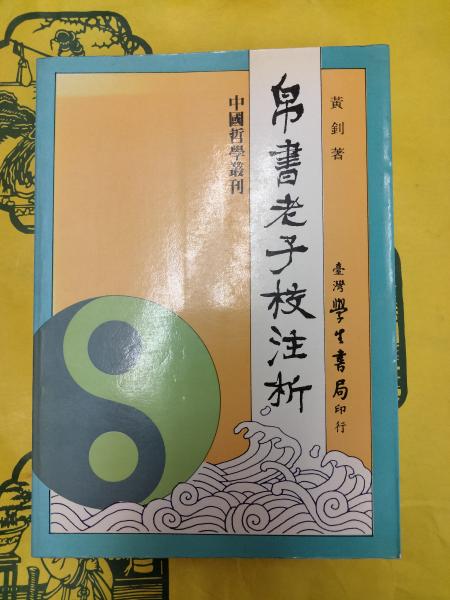 黃釗著
帛書老子校注析
中國哲學叢刊
臺灣學生書局印行